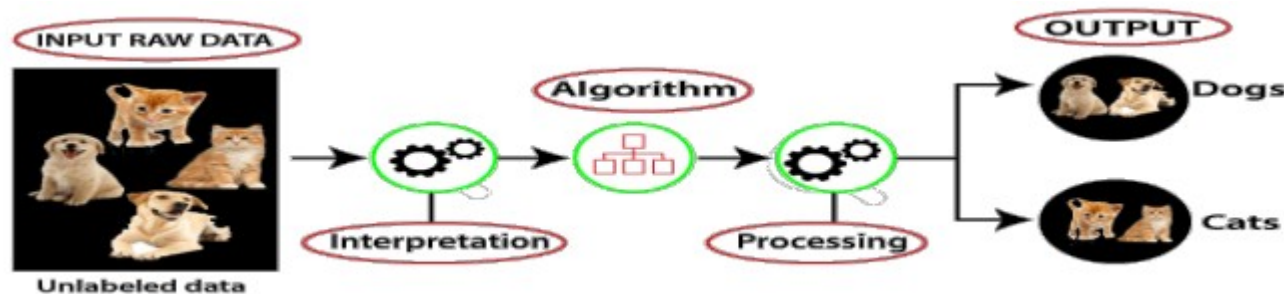 INPUT RAW DATA
OUTPUT
Algorithm
Dogs
Interpretation
Processing
Cats
Unlabeled data